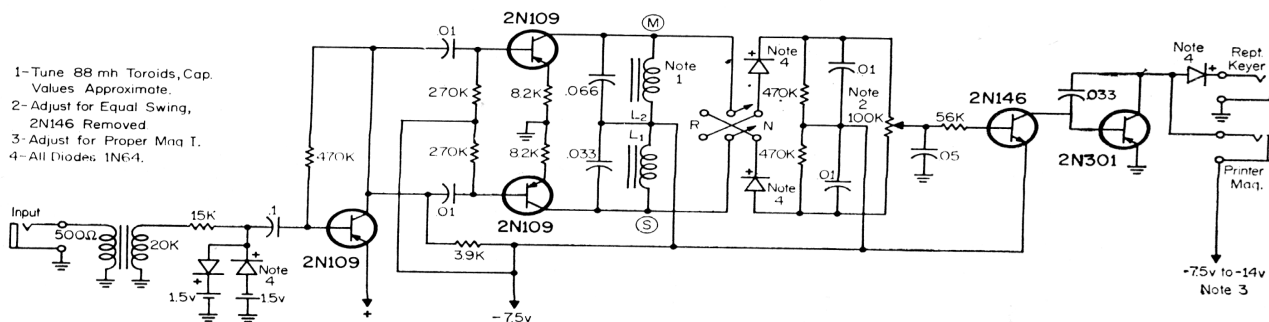 1-Tune 88 mh Toroids, Cap.
Values Approximate.
2-Adjust for Equal Swing,
2N146 Removed
3-Adjust for Proper Mag I.
4-All Diodes 1N64.
Input
500Ω
20K
15K
.1
Note
4
1.5v
1.5v
470K
2N109
+
.01
2N109
270K
270K
8.2K
8.2K
.01
2N109
3.9K
-7.5v
M
Note
1
.066
L2
L1
.033
S
R
N
Note
4
Note
4
470K
470K
.01
.01
Note
2
100K
56K
.05
2N146
.033
2N301
Note
4
Rept.
Keyer
Printer
Mag.
-7.5v to -14v
Note 3